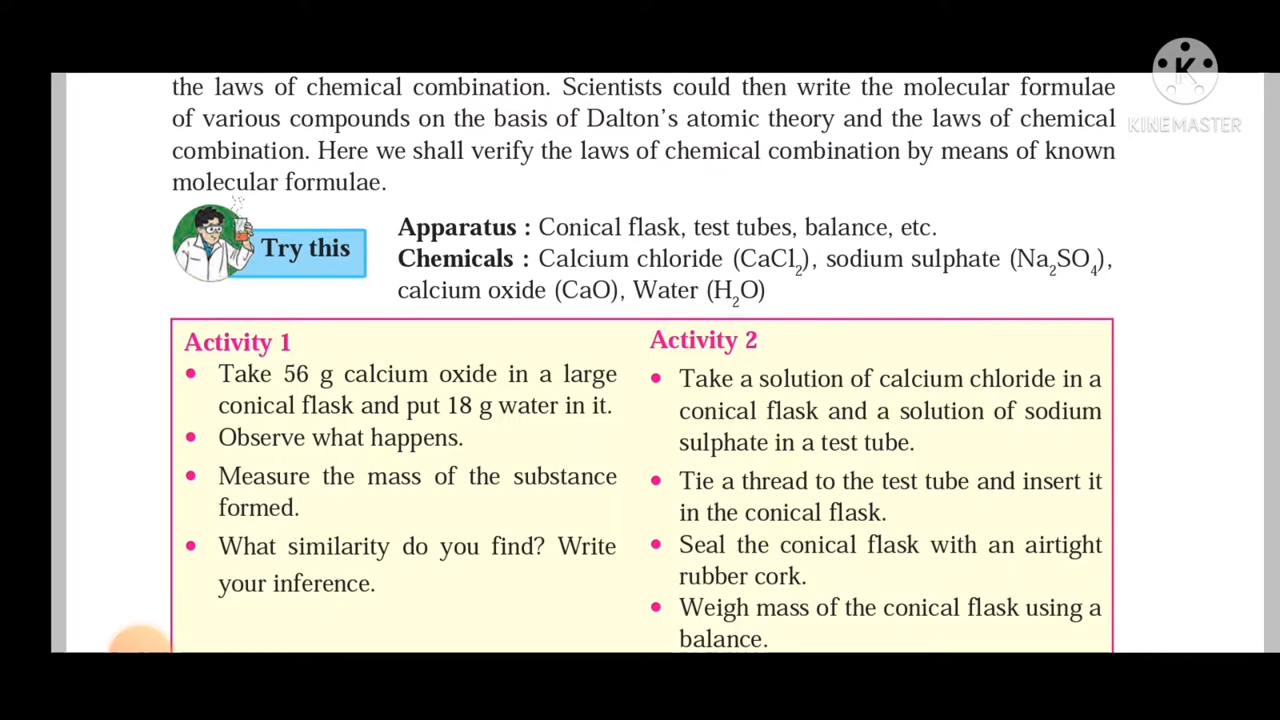 the laws of chemical combination. Scientists could then write the molecular formulae
of various compounds on the basis of Dalton's atomic theory and the laws of chemical
combination. Here we shall verify the laws of chemical combination by means of known
molecular formulae.
K
KINEMASTER
Try this
Apparatus : Conical flask, test tubes, balance, etc.
Chemicals : Calcium chloride (CaCl₂), sodium sulphate (Na₂SO₄),
calcium oxide (CaO), Water (H₂O)
Activity 1
• Take 56 g calcium oxide in a large
conical flask and put 18 g water in it.
• Observe what happens.
• Measure the mass of the substance
formed.
• What similarity do you find? Write
your inference.
Activity 2
• Take a solution of calcium chloride in a
conical flask and a solution of sodium
sulphate in a test tube.
• Tie a thread to the test tube and insert it
in the conical flask.
• Seal the conical flask with an airtight
rubber cork.
• Weigh mass of the conical flask using a
balance.